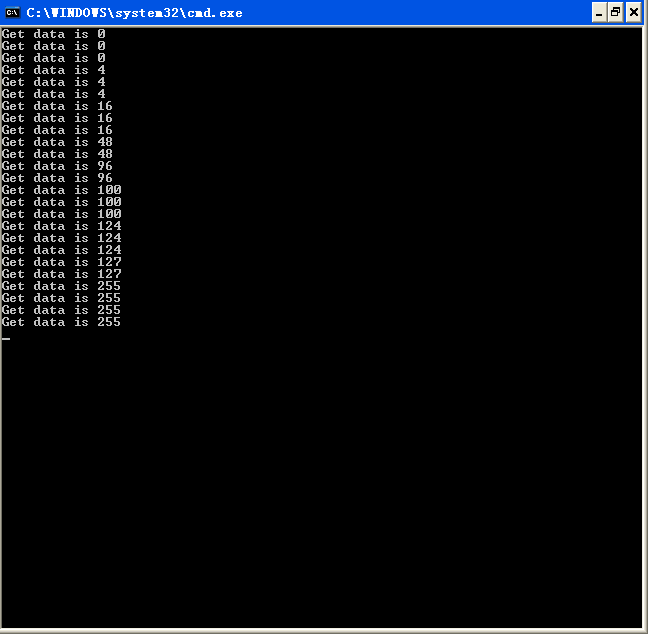 C:\WINDOWS\system32\cmd.exe
Get data is 0
Get data is 0
Get data is 0
Get data is 4
Get data is 4
Get data is 4
Get data is 16
Get data is 16
Get data is 16
Get data is 48
Get data is 48
Get data is 96
Get data is 96
Get data is 100
Get data is 100
Get data is 100
Get data is 124
Get data is 124
Get data is 124
Get data is 127
Get data is 127
Get data is 255
Get data is 255
Get data is 255
Get data is 255